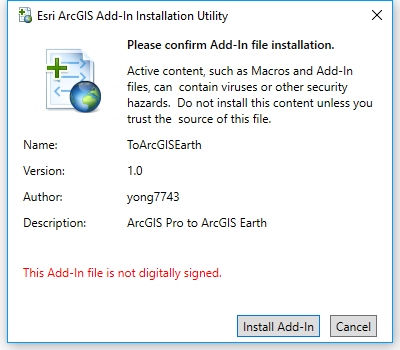 Esri ArcGIS Add-In Installation Utility
Please confirm Add-In file installation.
Active content, such as Macros and Add-In
files, can contain viruses or other security
hazards. Do not install this content unless you
trust the source of this file.
Name: ToArcGISEarth
Version: 1.0
Author: yong7743
Description: ArcGIS Pro to ArcGIS Earth
This Add-In file is not digitally signed.
Install Add-In Cancel